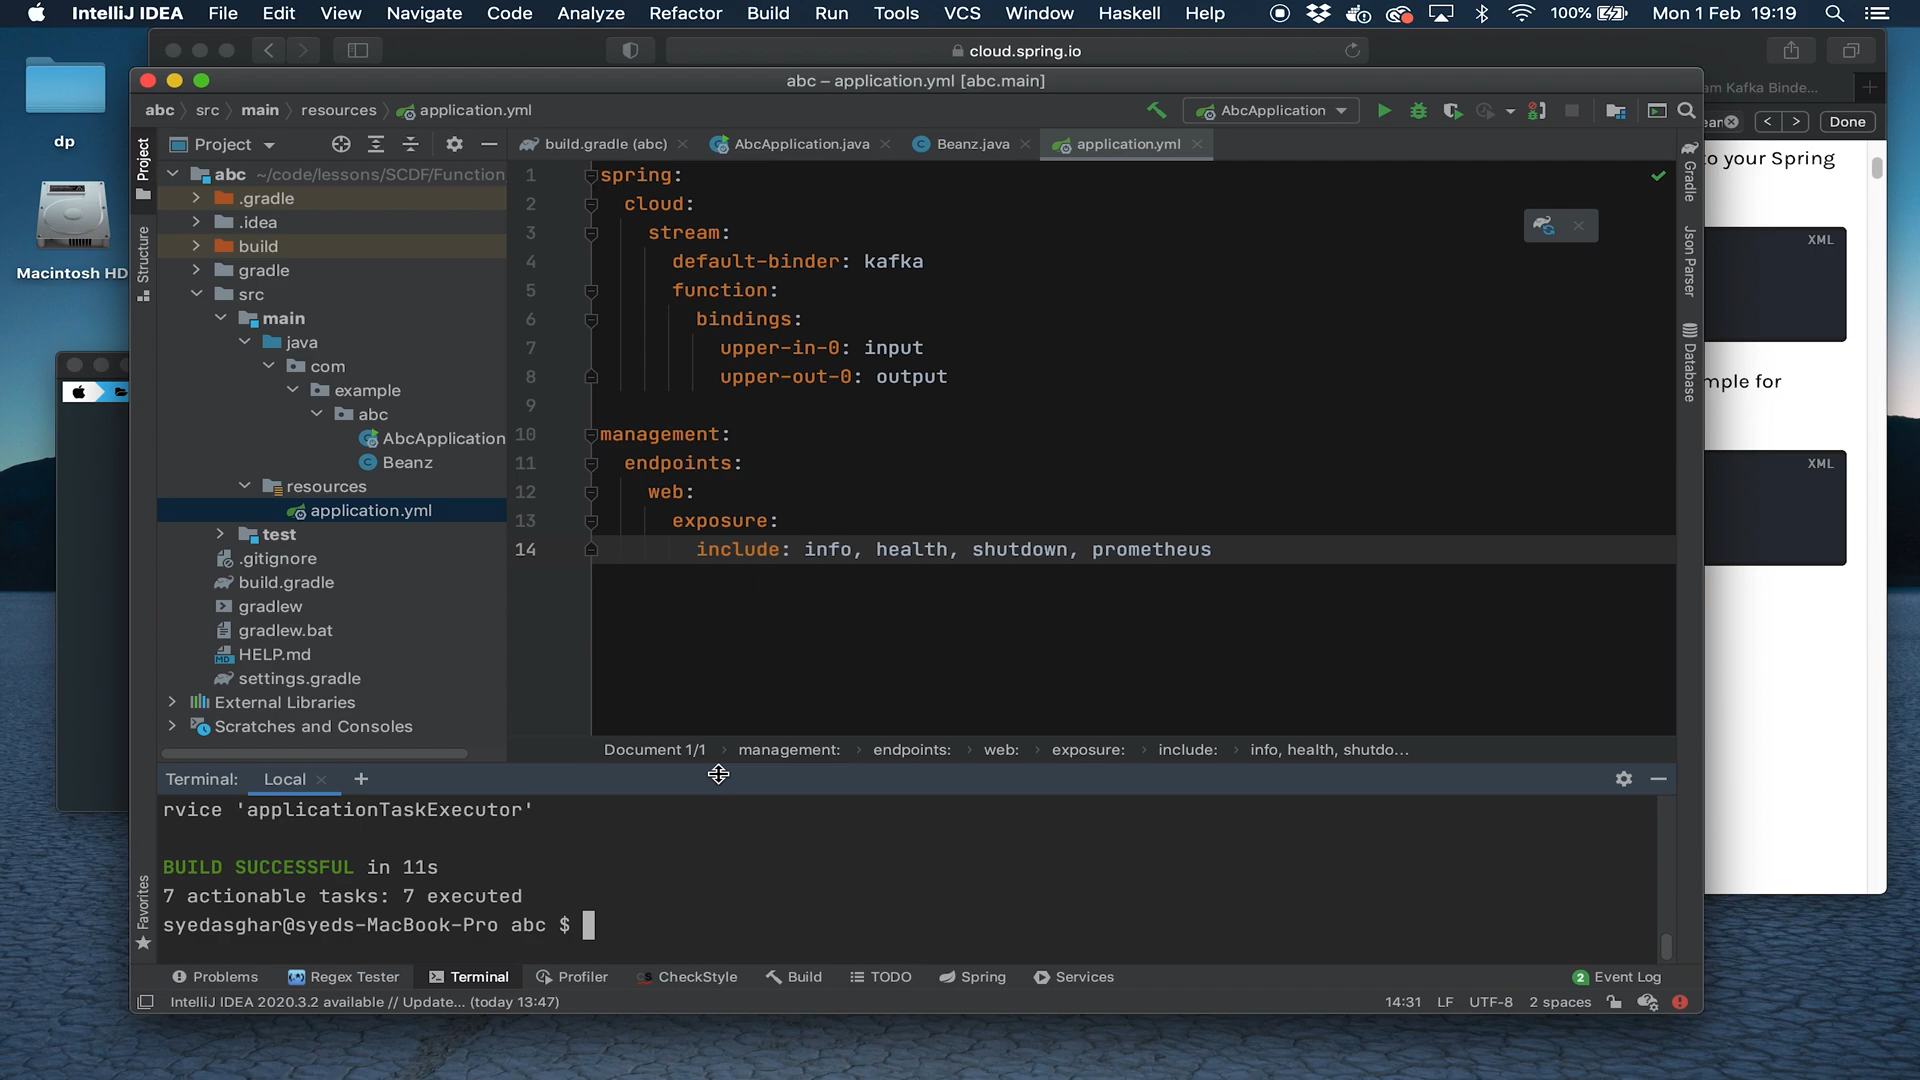 IntelliJ IDEA File Edit View Navigate Code Analyze Refactor Build Run Tools VCS Window Haskell Help 100% Mon 1 Feb 19:19
cloud.spring.io
abc – application.yml [abc.main]
am Kafka Binde...
abc src main resources application.yml
AbcApplication
Done
Project
build.gradle (abc)
AbcApplication.java
Beanz.java
application.yml
dp
Macintosh HD
Project
Structure
Favorites
abc ~/code/lessons/SCDF/Function
.gradle
.idea
build
gradle
src
main
java
com
example
abc
AbcApplication
Beanz
resources
application.yml
test
.gitignore
build.gradle
gradlew
gradlew.bat
HELP.md
settings.gradle
External Libraries
Scratches and Consoles
1 spring:
2 cloud:
3 stream:
4 default-binder: kafka
5 function:
6 bindings:
7 upper-in-0: input
8 upper-out-0: output
9
10 management:
11 endpoints:
12 web:
13 exposure:
14 include: info, health, shutdown, prometheus
Gradle
Json Parser
Database
o your Spring
XML
mple for
XML
Document 1/1 management: endpoints: web: exposure: include: info, health, shutdo...
Terminal: Local +
rvice 'applicationTaskExecutor'
BUILD SUCCESSFUL in 11s
7 actionable tasks: 7 executed
syedasghar@syeds-MacBook-Pro abc $
Problems Regex Tester Terminal Profiler CheckStyle Build TODO Spring Services 2 Event Log
IntelliJ IDEA 2020.3.2 available // Update... (today 13:47) 14:31 LF UTF-8 2 spaces